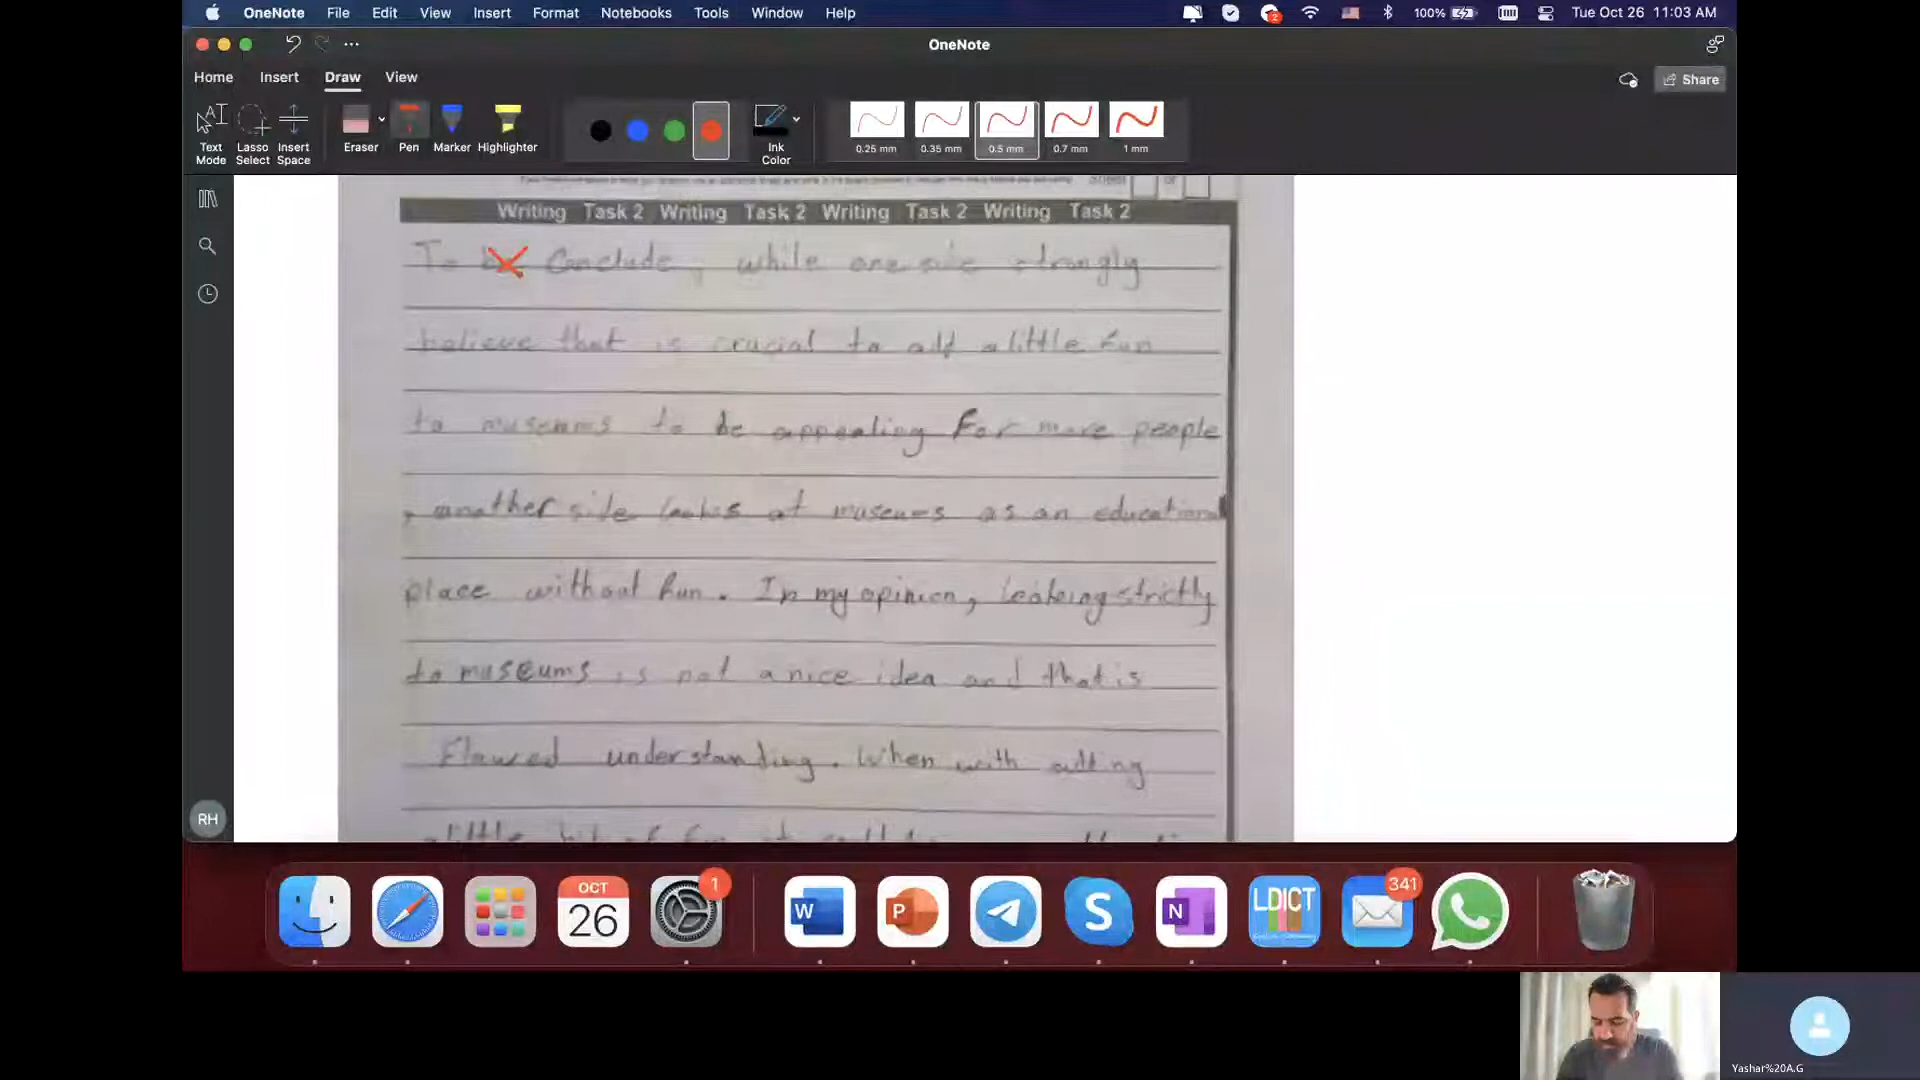 OneNote File Edit View Insert Format Notebooks Tools Window Help 2 100% Tue Oct 26 11:03 AM
OneNote
Home Insert Draw View Share
Text Mode Lasso Select Insert Space Eraser Pen Marker Highlighter Ink Color 0.25 mm 0.35 mm 0.5 mm 0.7 mm 1 mm
Writing Task 2 Writing Task 2 Writing Task 2 Writing Task 2
To Conclude, while one side strongly
believe that is crucial to add a little fun
to museums to be appealing for more people
, another side looks at museums as an educational
place without fun. In my opinion, looking strictly
to museums is not a nice idea and that is
Flawed understanding. When with adding
a little bit of fun
RH
OCT
26
1
W
P
S
N
LDICT
341
Yashar%20A.G